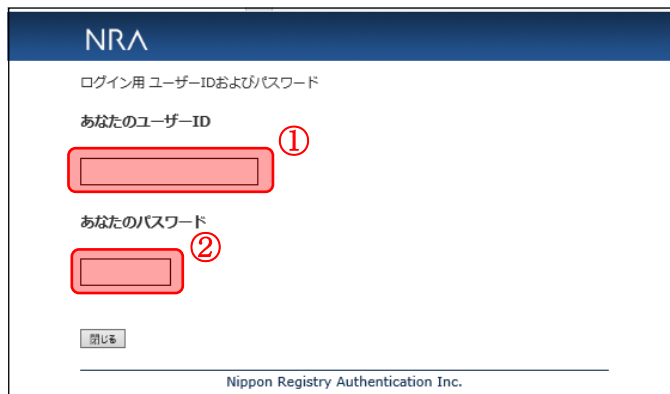 NRA
ログイン用 ユーザーIDおよびパスワード
あなたのユーザーID
①
あなたのパスワード
②
閉じる
Nippon Registry Authentication Inc.